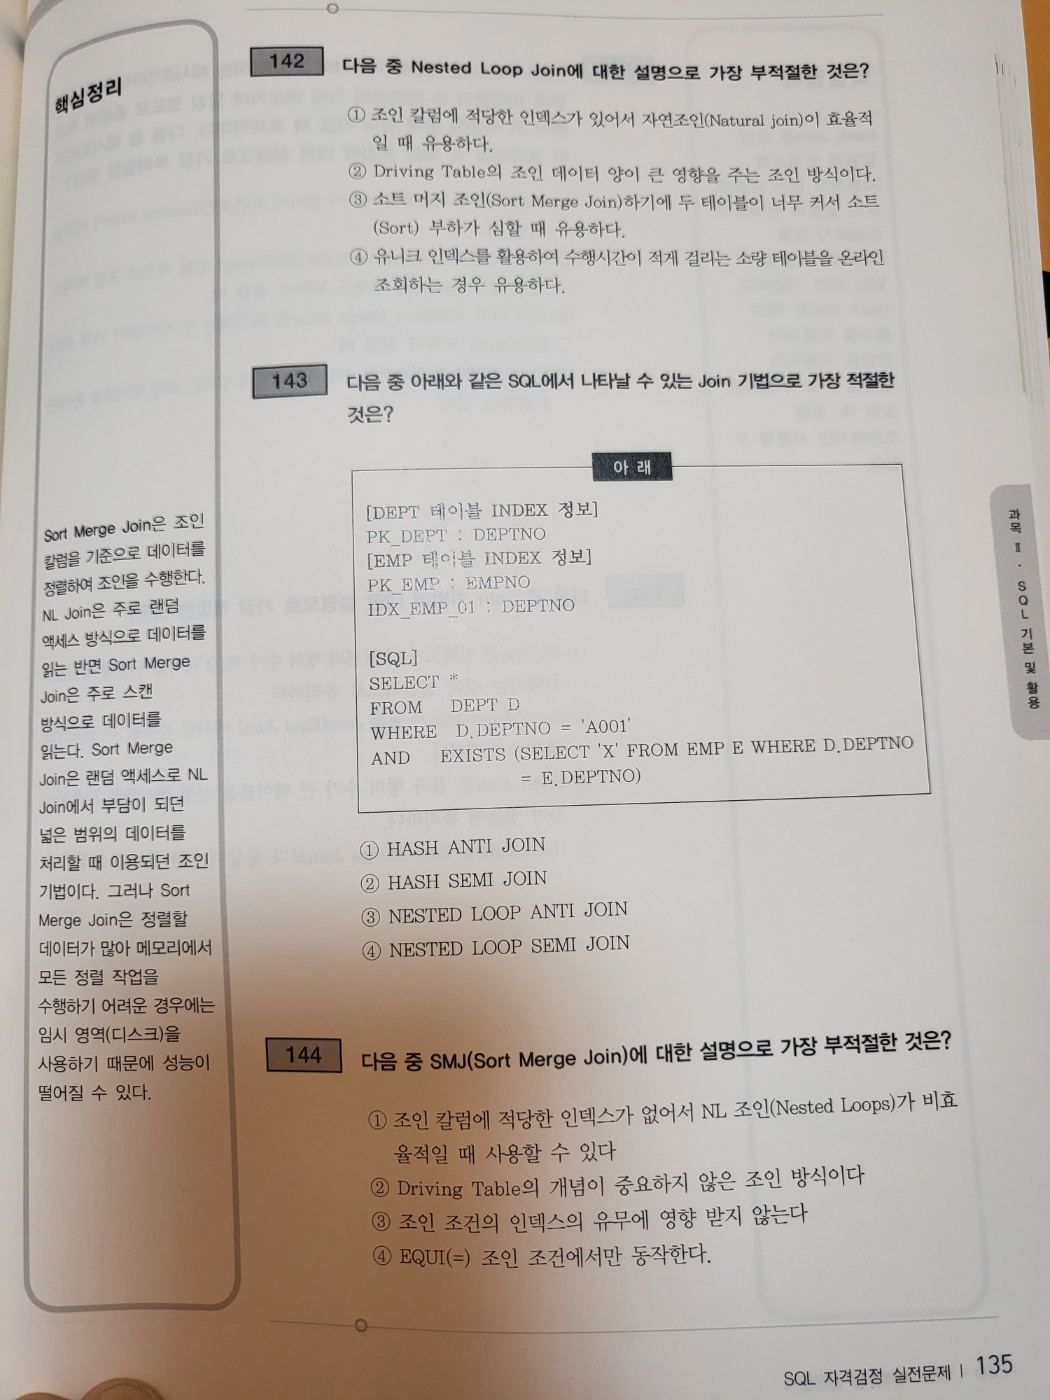 핵심정리
Sort Merge Join은 조인
칼럼을 기준으로 데이터를
정렬하여 조인을 수행한다.
NL Join은 주로 랜덤
액세스 방식으로 데이터를
읽는 반면 Sort Merge
Join은 주로 스캔
방식으로 데이터를
읽는다. Sort Merge
Join은 랜덤 액세스로 NL
Join에서 부담이 되던
넓은 범위의 데이터를
처리할 때 이용되던 조인
기법이다. 그러나 Sort
Merge Join은 정렬할
데이터가 많아 메모리에서
모든 정렬 작업을
수행하기 어려운 경우에는
임시 영역(디스크)을
사용하기 때문에 성능이
떨어질 수 있다.
142 다음 중 Nested Loop Join에 대한 설명으로 가장 부적절한 것은?
① 조인 칼럼에 적당한 인덱스가 있어서 자연조인(Natural join)이 효율적
일 때 유용하다.
② Driving Table의 조인 데이터 양이 큰 영향을 주는 조인 방식이다.
③ 소트 머지 조인(Sort Merge Join)하기에 두 테이블이 너무 커서 소트
(Sort) 부하가 심할 때 유용하다.
④ 유니크 인덱스를 활용하여 수행시간이 적게 걸리는 소량 테이블을 온라인
조회하는 경우 유용하다.
143 다음 중 아래와 같은 SQL에서 나타날 수 있는 Join 기법으로 가장 적절한
것은?
아 래
[DEPT 테이블 INDEX 정보]
PK_DEPT : DEPTNO
[EMP 테이블 INDEX 정보]
PK_EMP : EMPNO
IDX_EMP_01 : DEPTNO
[SQL]
SELECT *
FROM DEPT D
WHERE D.DEPTNO = 'A001'
AND EXISTS (SELECT 'X' FROM EMP E WHERE D.DEPTNO
= E.DEPTNO)
① HASH ANTI JOIN
② HASH SEMI JOIN
③ NESTED LOOP ANTI JOIN
④ NESTED LOOP SEMI JOIN
144 다음 중 SMJ(Sort Merge Join)에 대한 설명으로 가장 부적절한 것은?
① 조인 칼럼에 적당한 인덱스가 없어서 NL 조인(Nested Loops)가 비효
율적일 때 사용할 수 있다
② Driving Table의 개념이 중요하지 않은 조인 방식이다
③ 조인 조건의 인덱스의 유무에 영향 받지 않는다
④ EQUI(=) 조인 조건에서만 동작한다.
과목 Ⅱ · SQL 기본 및 활용
SQL 자격검정 실전문제 | 135